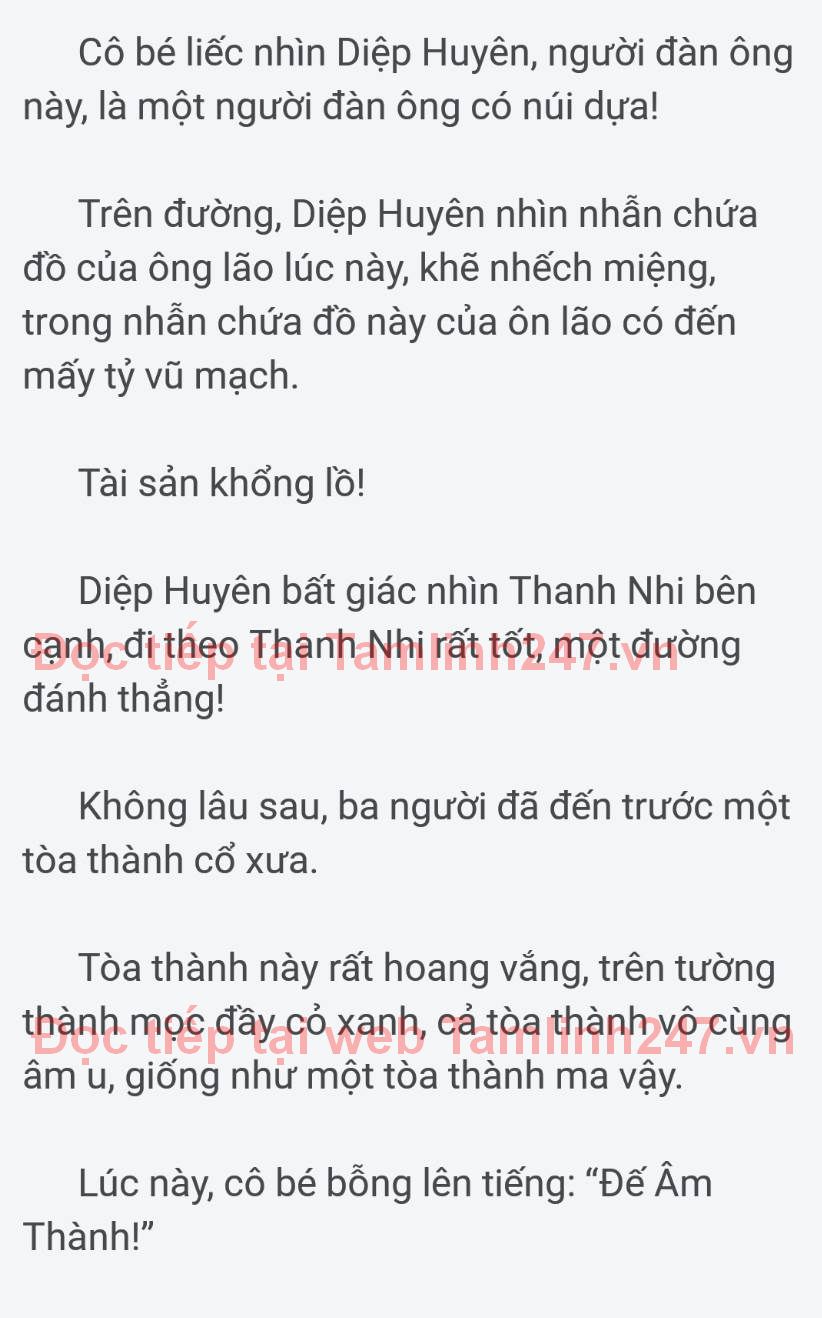 Cô bé liếc nhìn Diệp Huyên, người đàn ông
này, là một người đàn ông có núi dựa!
Trên đường, Diệp Huyên nhìn nhẫn chứa
đồ của ông lão lúc này, khẽ nhếch miệng,
trong nhẫn chứa đồ này của ôn lão có đến
mấy tỷ vũ mạch.
Tài sản khổng lồ!
Diệp Huyên bất giác nhìn Thanh Nhi bên
cạnh, đi theo Thanh Nhi rất tốt, một đường
Đọc tiếp tại Tamlinh247.vn
đánh thẳng!
Không lâu sau, ba người đã đến trước một
tòa thành cổ xưa.
Tòa thành này rất hoang vắng, trên tường
thành mọc đầy cỏ xanh, cả tòa thành vô cùng
Đọc tiếp tại web Tamlinh247.vn
âm u, giống như một tòa thành ma vậy.
Lúc này, cô bé bỗng lên tiếng: “Đế Âm
Thành!”